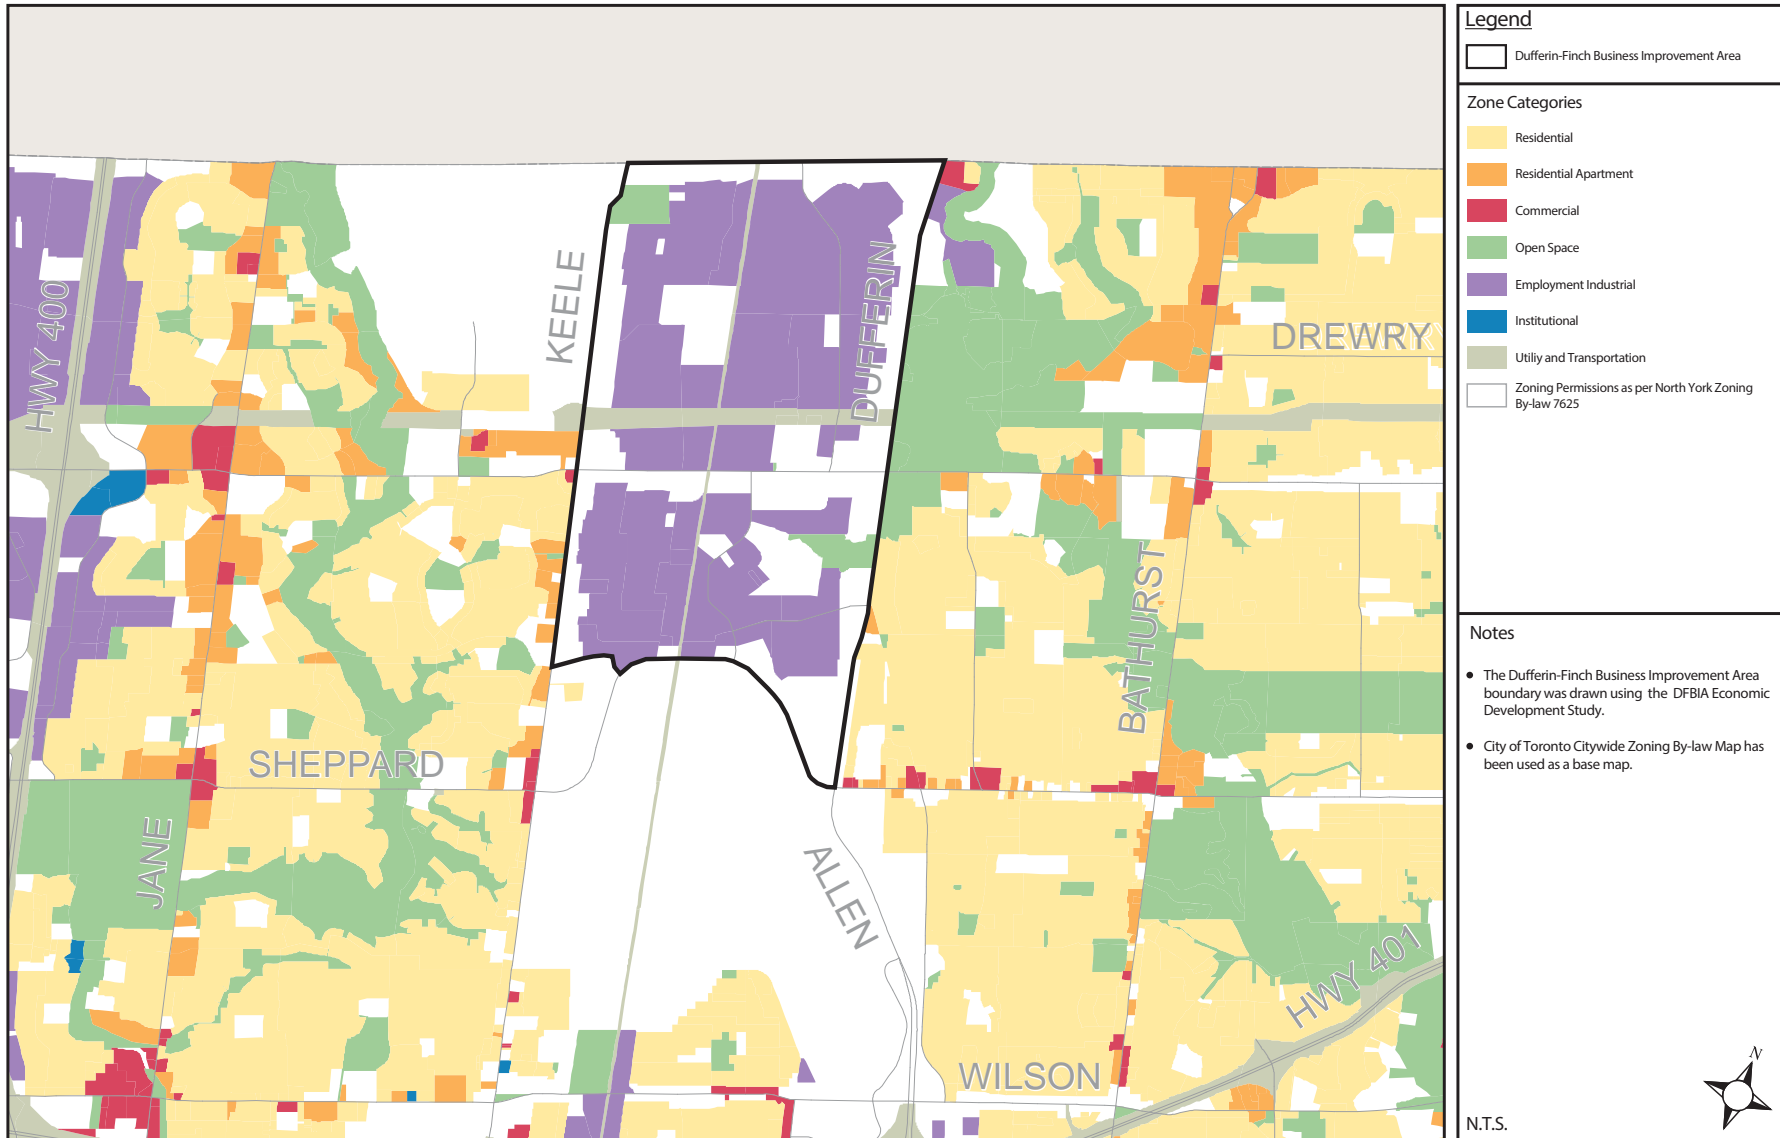 Legend
Dufferin-Finch Business Improvement Area
Zone Categories
Residential
Residential Apartment
Commercial
Open Space
Employment Industrial
Institutional
Utiliy and Transportation
Zoning Permissions as per North York Zoning
By-law 7625
Notes
• The Dufferin-Finch Business Improvement Area
boundary was drawn using the DFBIA Economic
Development Study.
• City of Toronto Citywide Zoning By-law Map has
been used as a base map.
N
N.T.S.
HWY 400
KEELE
DUFFERIN
DREWRY
BATHURST
SHEPPARD
JANE
ALLEN
HWY 401
WILSON